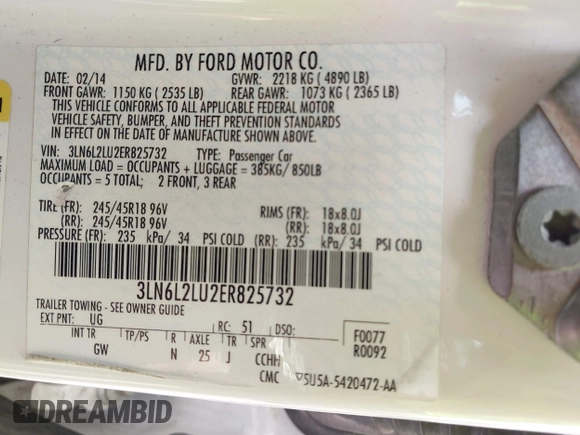 MFD. BY FORD MOTOR CO.
DATE: 02/14 GVWR: 2218 KG ( 4890 LB)
FRONT GAWR: 1150 KG ( 2535 LB) REAR GAWR: 1073 KG ( 2365 LB)
THIS VEHICLE CONFORMS TO ALL APPLICABLE FEDERAL MOTOR
VEHICLE SAFETY, BUMPER, AND THEFT PREVENTION STANDARDS
IN EFFECT ON THE DATE OF MANUFACTURE SHOWN ABOVE.
VIN: 3LN6L2LU2ER825732 TYPE: Passenger Car
MAXIMUM LOAD = OCCUPANTS + LUGGAGE = 385KG/ 850LB
OCCUPANTS = 5 TOTAL; 2 FRONT, 3 REAR
TIRE(FR): 245/45R18 96V RIMS (FR): 18x8.0J
(RR): 245/45R18 96V (RR): 18x8.0J
PRESSURE (FR): 235 kPa/ 34 PSI COLD (RR): 235 kPa/ 34 PSI COLD
3LN6L2LU2ER825732
TRAILER TOWING - SEE OWNER GUIDE
EXT PNT: UG RC: 51 DSO: F0077
INT TR TP/PS R AXLE TR SPR R0092
GW N 25 J CCHH
CMC 5U5A-5420472-AA
DREAMBID